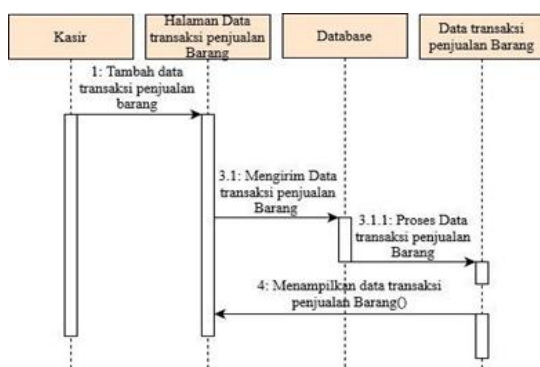 Kasir
Halaman Data
transaksi penjualan
Barang
Database
Data transaksi
penjualan Barang
1: Tambah data
transaksi penjualan
barang
3.1: Mengirim Data
transaksi penjualan
Barang
3.1.1: Proses Data
transaksi penjualan
Barang
4: Menampilkan data transaksi
penjualan Barang()